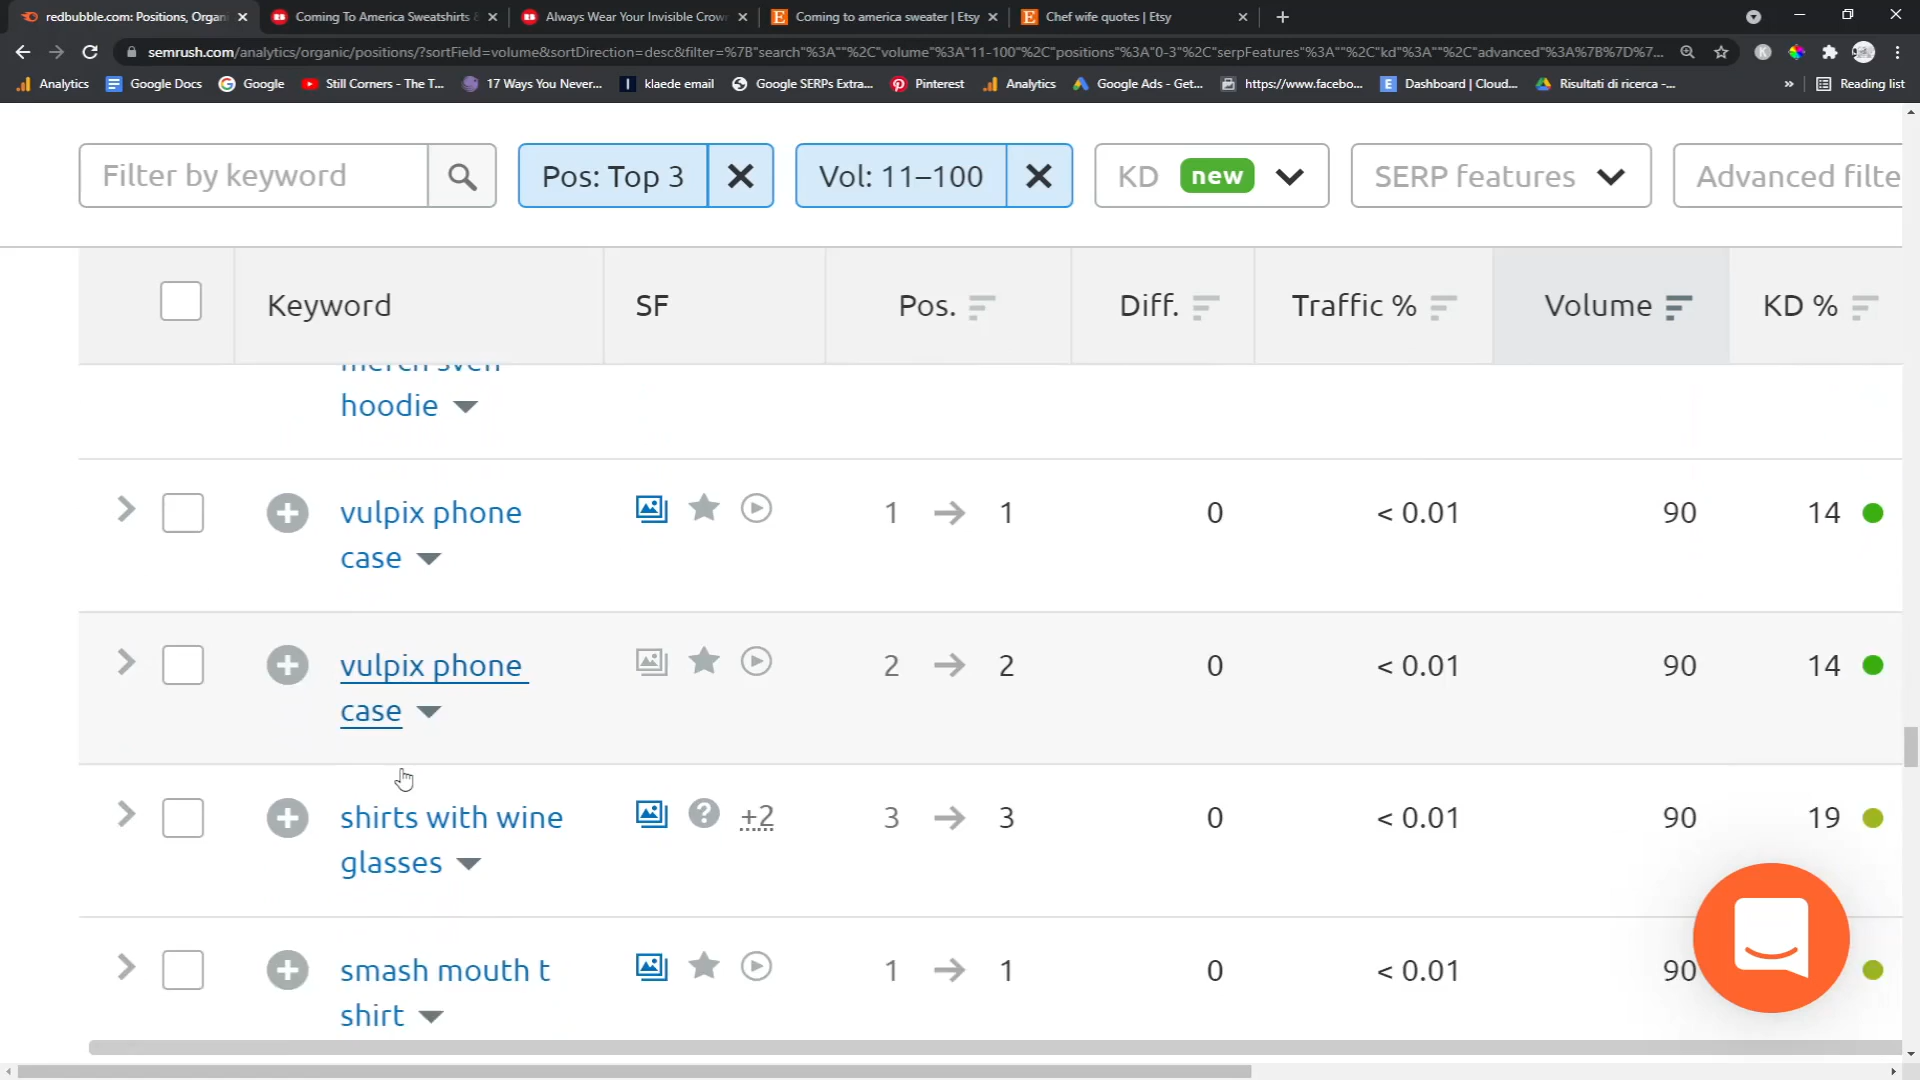 redbubble.com: Positions, Organi
Coming To America Sweatshirts &
Always Wear Your Invisible Crown
Coming to america sweater | Etsy
Chef wife quotes | Etsy
semrush.com/analytics/organic/positions/?sortField=volume&sortDirection=desc&filter=%7B"search"%3A""%2C"volume"%3A"11-100"%2C"positions"%3A"0-3"%2C"serpFeatures"%3A""%2C"kd"%3A""%2C"advanced"%3A%7B%7D%7...
Analytics
Google Docs
Google
Still Corners - The T...
17 Ways You Never...
klaede email
Google SERPs Extra...
Pinterest
Analytics
Google Ads - Get...
https://www.facebo...
Dashboard | Cloud...
Risultati di ricerca -...
»
Reading list
Filter by keyword
Pos: Top 3
Vol: 11–100
KD new
SERP features
Advanced filte
Keyword SF Pos. Diff. Traffic % Volume KD %
merch sven
hoodie
vulpix phone 1 → 1 0 < 0.01 90 14
case
vulpix phone 2 → 2 0 < 0.01 90 14
case
shirts with wine +2 3 → 3 0 < 0.01 90 19
glasses
smash mouth t 1 → 1 0 < 0.01 90
shirt